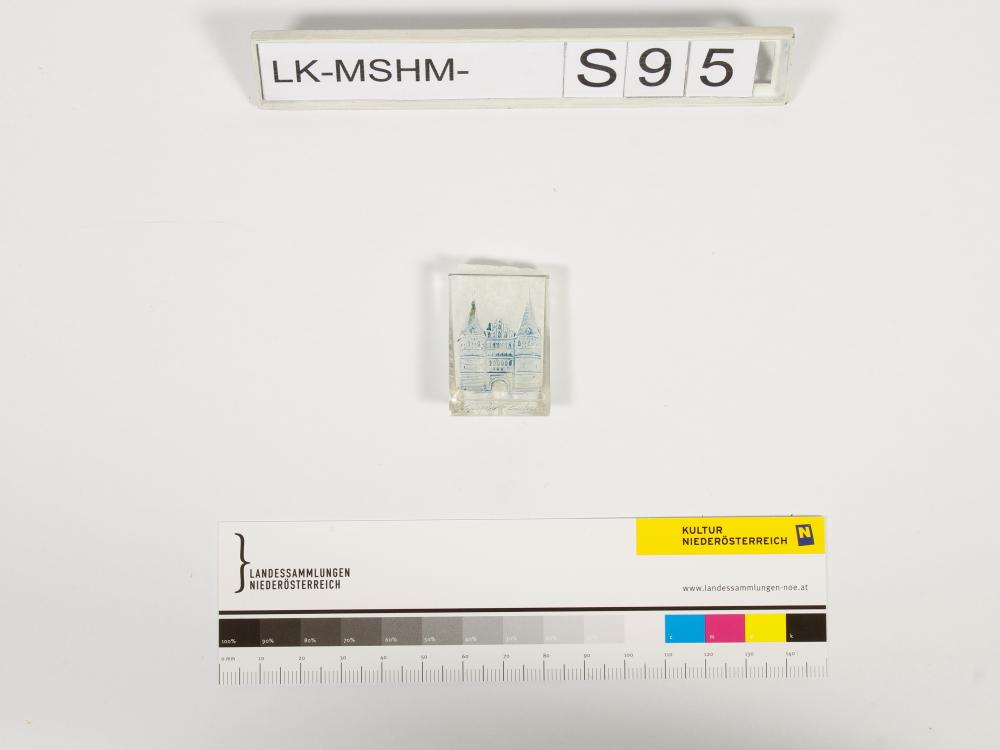 LK-MSHM- S95
KULTUR
NIEDERÖSTERREICH
N
LANDESSAMMLUNGEN
NIEDERÖSTERREICH
www.landessammlungen-noe.at
100% 90% 80% 70% 60% 50% 40% 30% c m k
0 mm 10 20 30 40 50 60 70 80 90 100 110 120 130 140